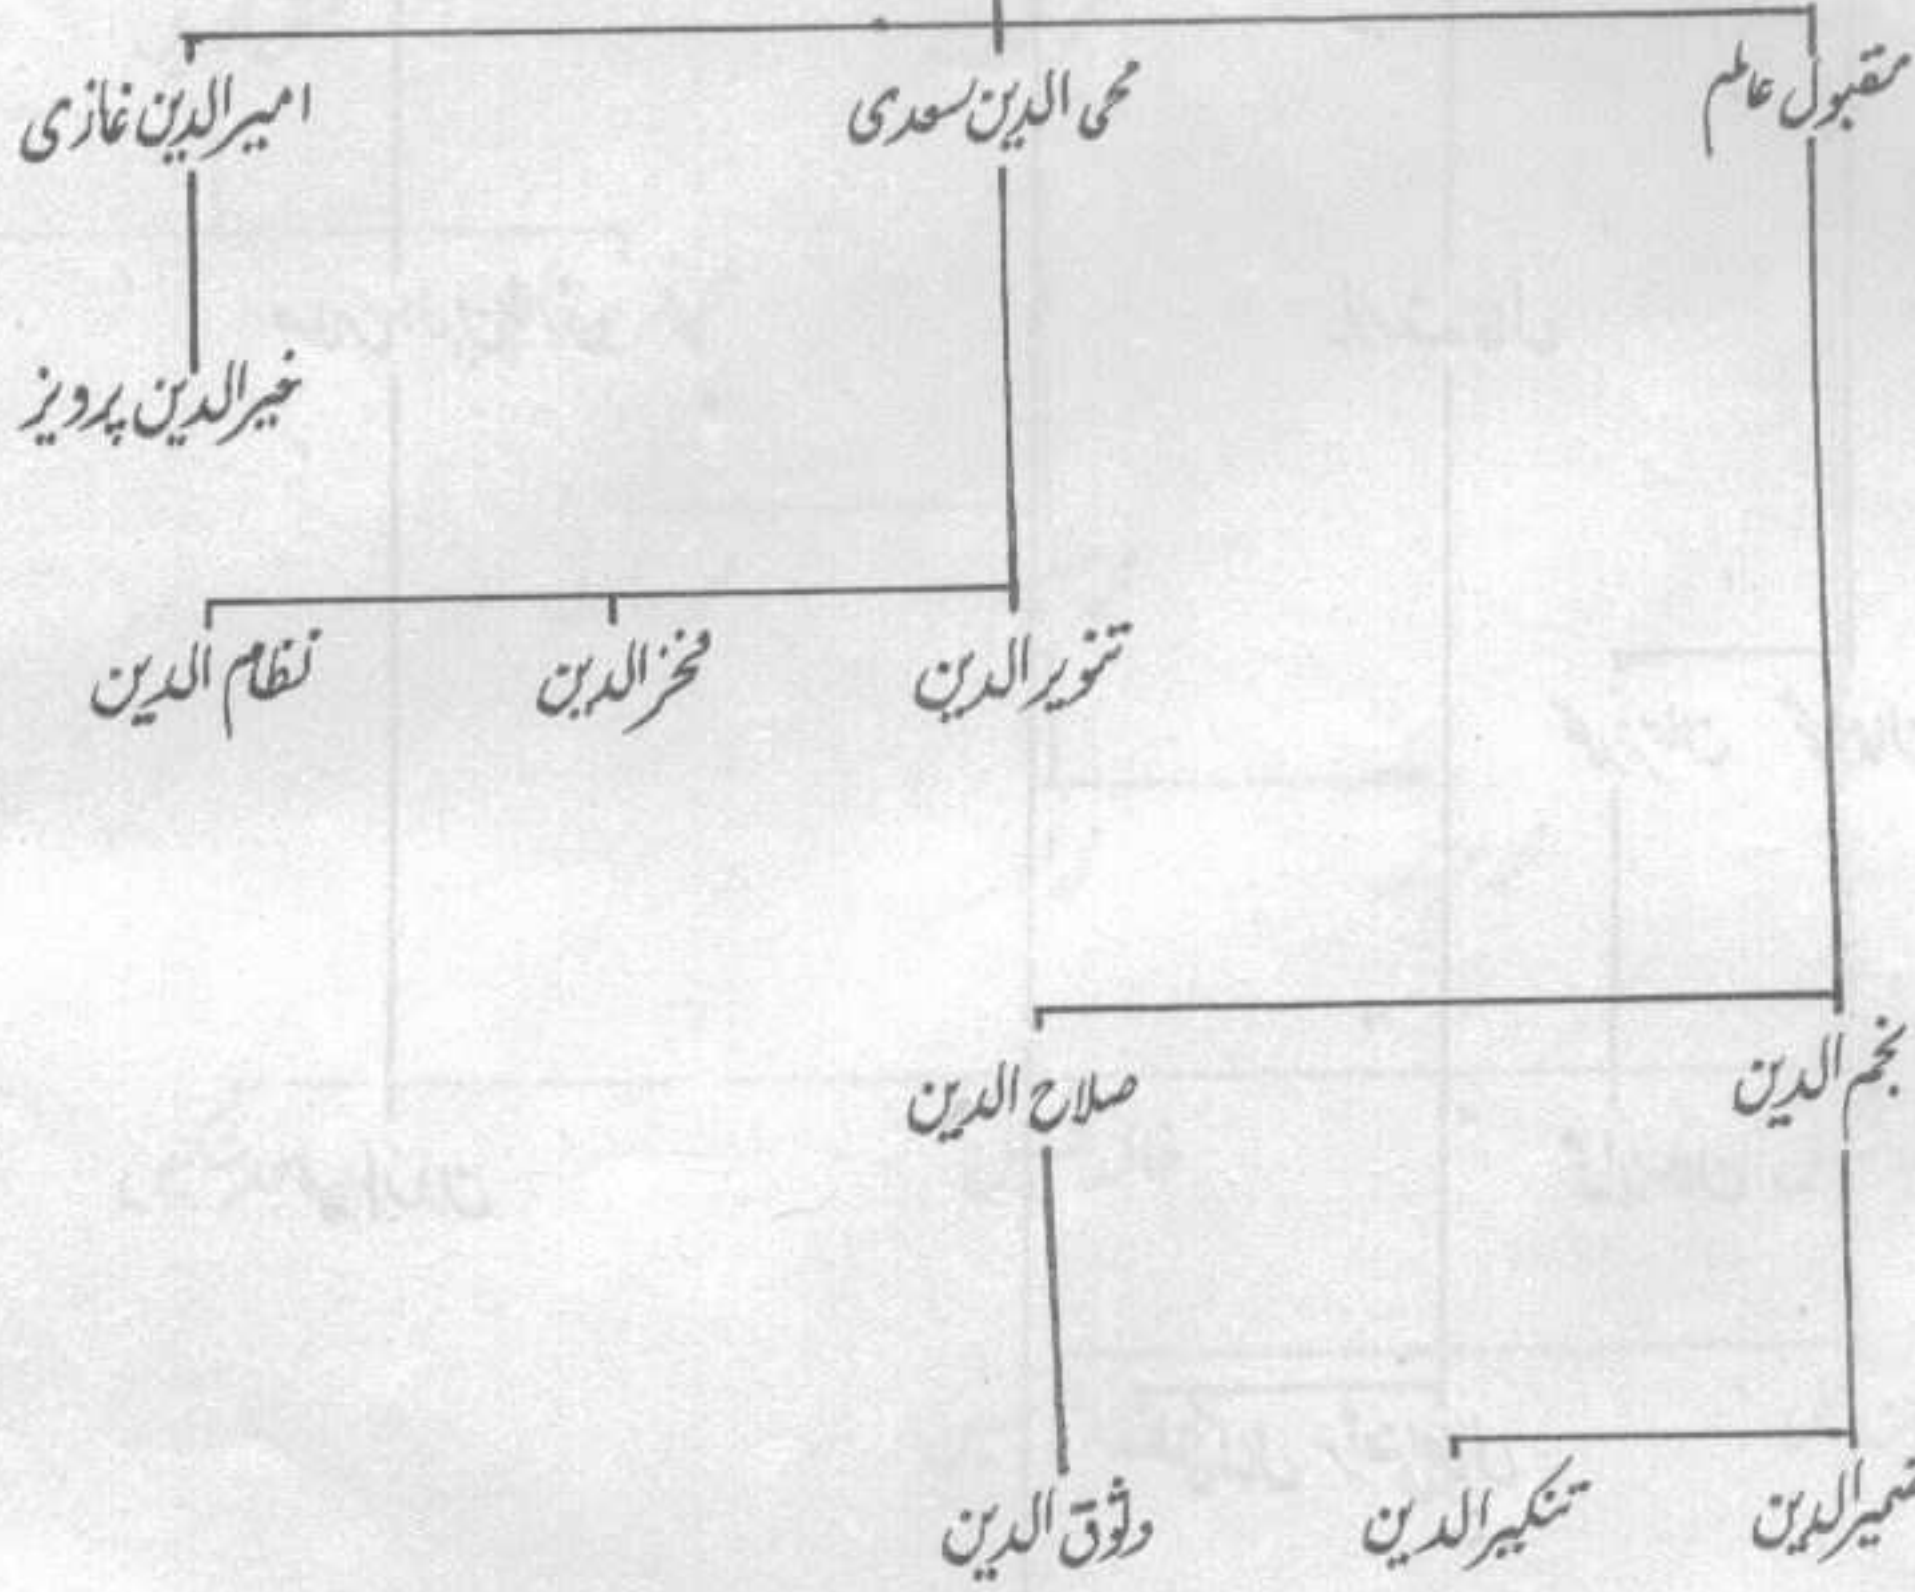 مقبول عالم محی الدین سعدی امیرالدین غازی
خیرالدین پرویز
تنویرالدین فخرالدین نظام الدین
نجم الدین صلاح الدین
ضمیرالدین تنکیرالدین وثوق الدین